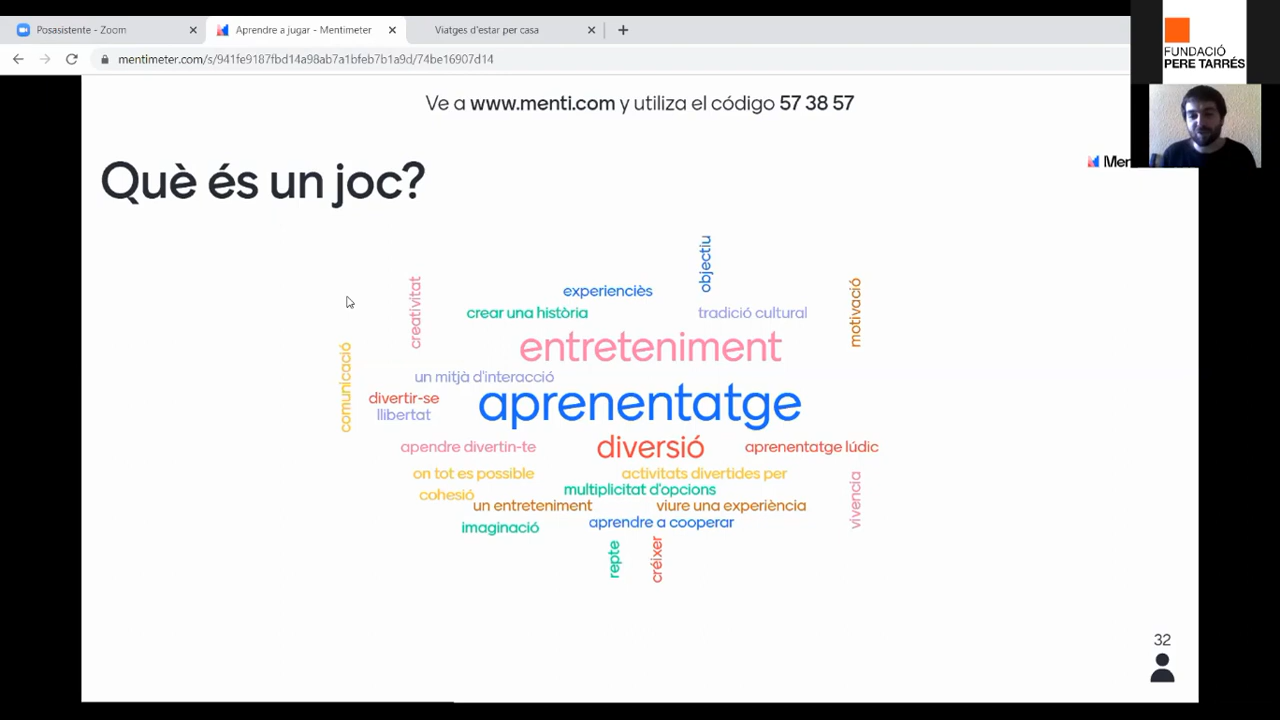 Posasistente - Zoom
Aprendre a jugar - Mentimeter
Viatges d'estar per casa
mentimeter.com/s/941fe9187fbd14a98ab7a1bfeb7b1a9d/74be16907d14
FUNDACIÓ
PERE TARRÉS
Ve a www.menti.com y utiliza el código 57 38 57
Què és un joc?
objectiu
creativitat
experienciès
motivació
crear una història
tradició cultural
entreteniment
comunicació
un mitjà d'interacció
divertir-se
aprenentatge
llibertat
apendre divertin-te
diversió
aprenentatge lúdic
on tot es possible
activitats divertides per
vivencia
cohesió
multiplicitat d'opcions
un entreteniment
viure una experiència
imaginació
aprendre a cooperar
repte
créixer
32